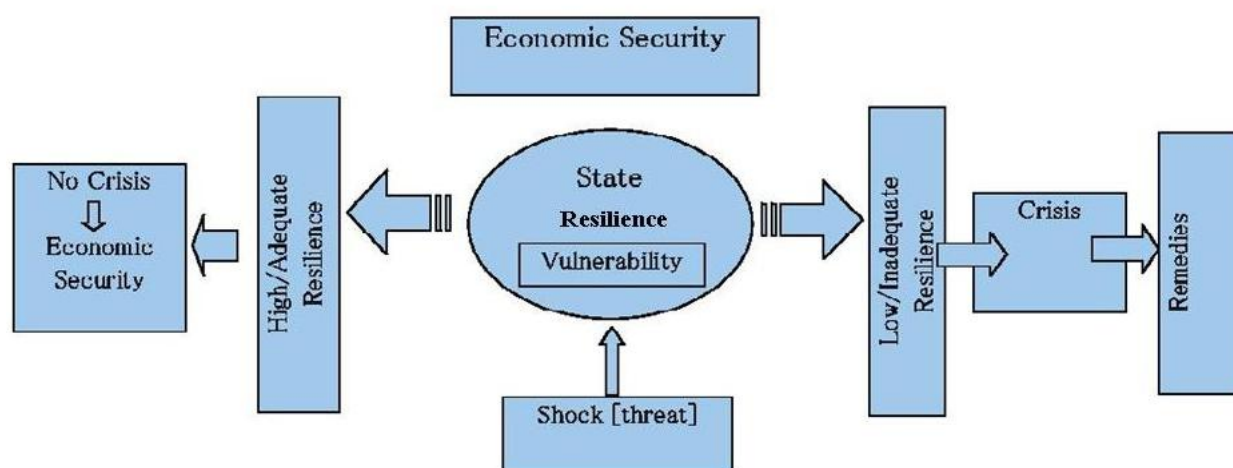 Economic Security
No Crisis
Economic
Security
High/Adequate
Resilience
State
Resilience
Vulnerability
Shock [threat]
Low/Inadequate
Resilience
Crisis
Remedies